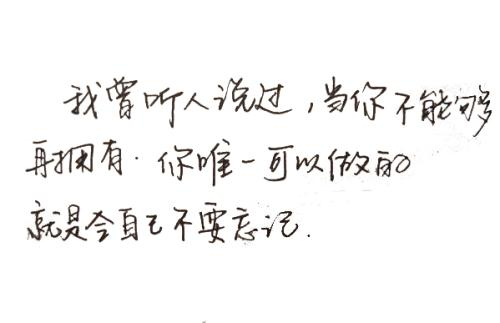 我曾听人说过，当你不能够
再拥有．你唯一可以做的
就是令自己不要忘记．